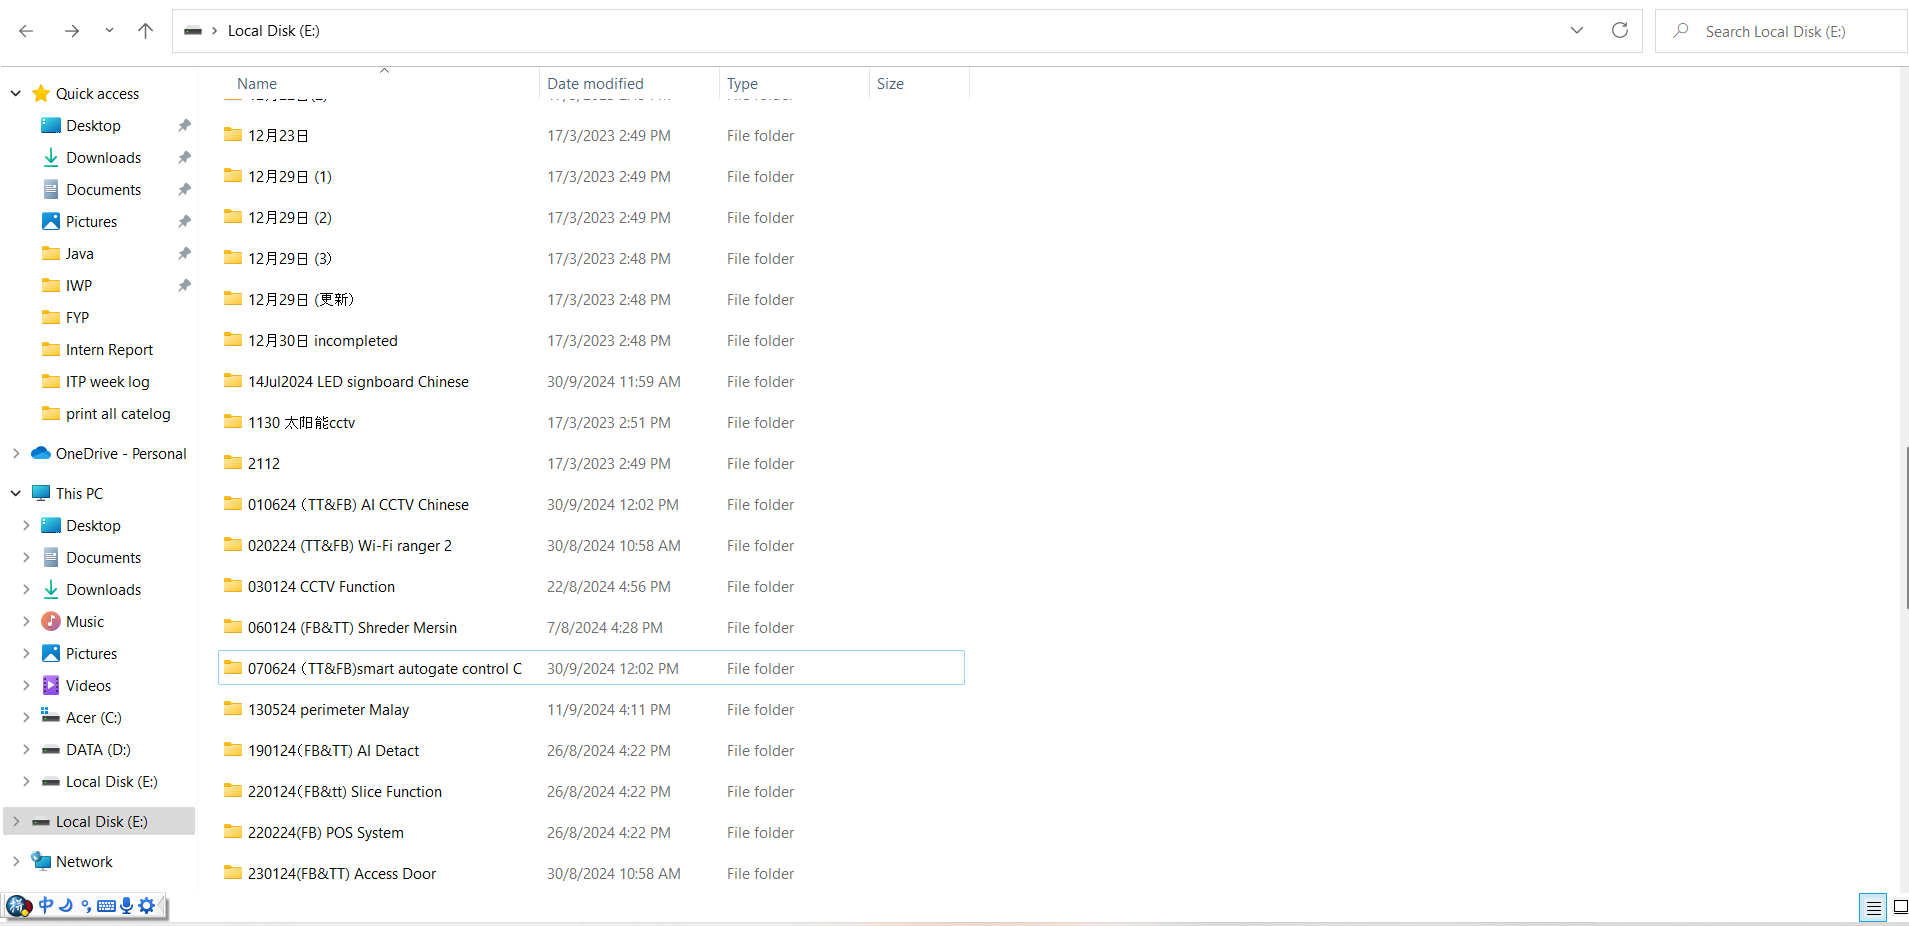 Local Disk (E:)
Search Local Disk (E:)
Name Date modified Type Size
Quick access
Desktop
Downloads
Documents
Pictures
Java
IWP
FYP
Intern Report
ITP week log
print all catelog
OneDrive - Personal
This PC
Desktop
Documents
Downloads
Music
Pictures
Videos
Acer (C:)
DATA (D:)
Local Disk (E:)
Local Disk (E:)
Network
12月23日 17/3/2023 2:49 PM File folder
12月29日 (1) 17/3/2023 2:49 PM File folder
12月29日 (2) 17/3/2023 2:49 PM File folder
12月29日 (3) 17/3/2023 2:48 PM File folder
12月29日 (更新) 17/3/2023 2:48 PM File folder
12月30日 incompleted 17/3/2023 2:48 PM File folder
14Jul2024 LED signboard Chinese 30/9/2024 11:59 AM File folder
1130 太阳能cctv 17/3/2023 2:51 PM File folder
2112 17/3/2023 2:49 PM File folder
010624（TT&FB) AI CCTV Chinese 30/9/2024 12:02 PM File folder
020224 (TT&FB) Wi-Fi ranger 2 30/8/2024 10:58 AM File folder
030124 CCTV Function 22/8/2024 4:56 PM File folder
060124 (FB&TT) Shreder Mersin 7/8/2024 4:28 PM File folder
070624（TT&FB)smart autogate control C 30/9/2024 12:02 PM File folder
130524 perimeter Malay 11/9/2024 4:11 PM File folder
190124（FB&TT) AI Detact 26/8/2024 4:22 PM File folder
220124（FB&tt) Slice Function 26/8/2024 4:22 PM File folder
220224(FB) POS System 26/8/2024 4:22 PM File folder
230124(FB&TT) Access Door 30/8/2024 10:58 AM File folder
拼 中